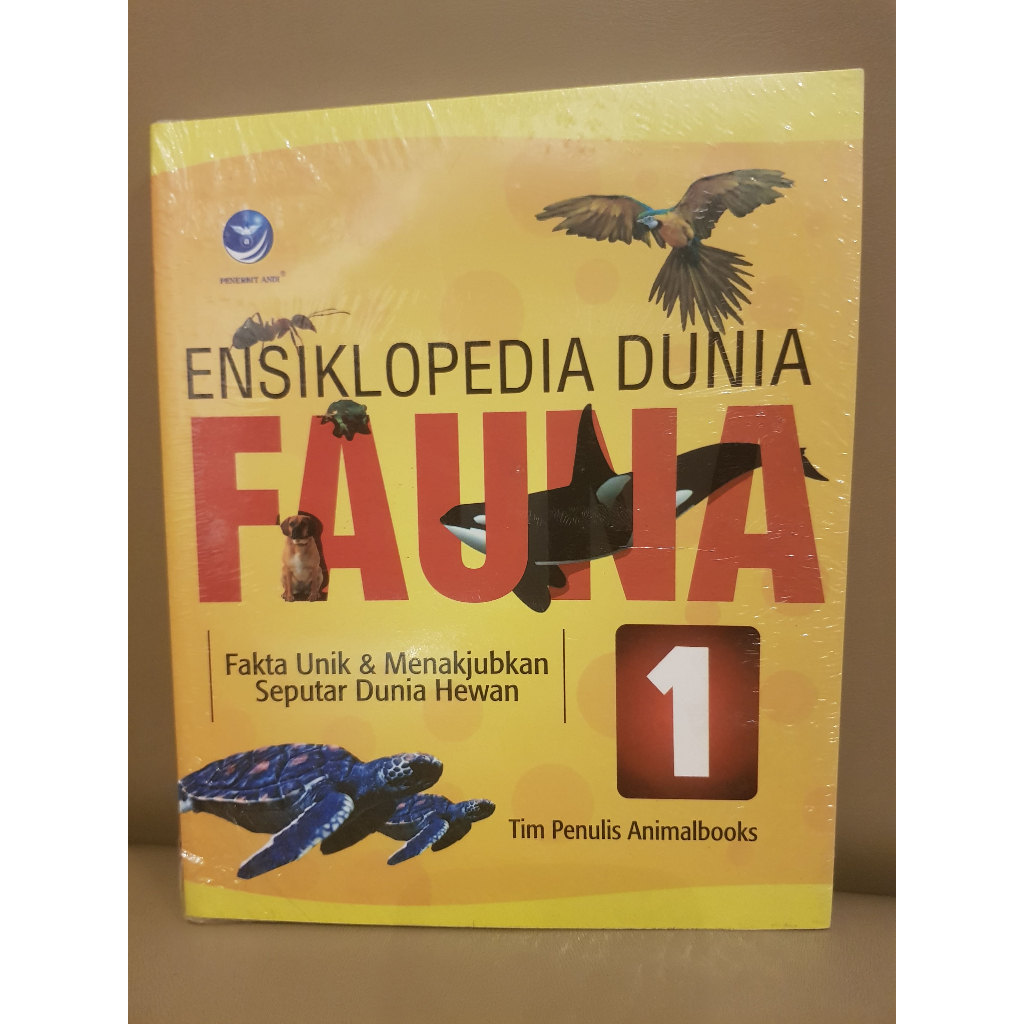 PENERBIT ANDI®
ENSIKLOPEDIA DUNIA
FAUNA
Fakta Unik & Menakjubkan
Seputar Dunia Hewan
1
Tim Penulis Animalbooks